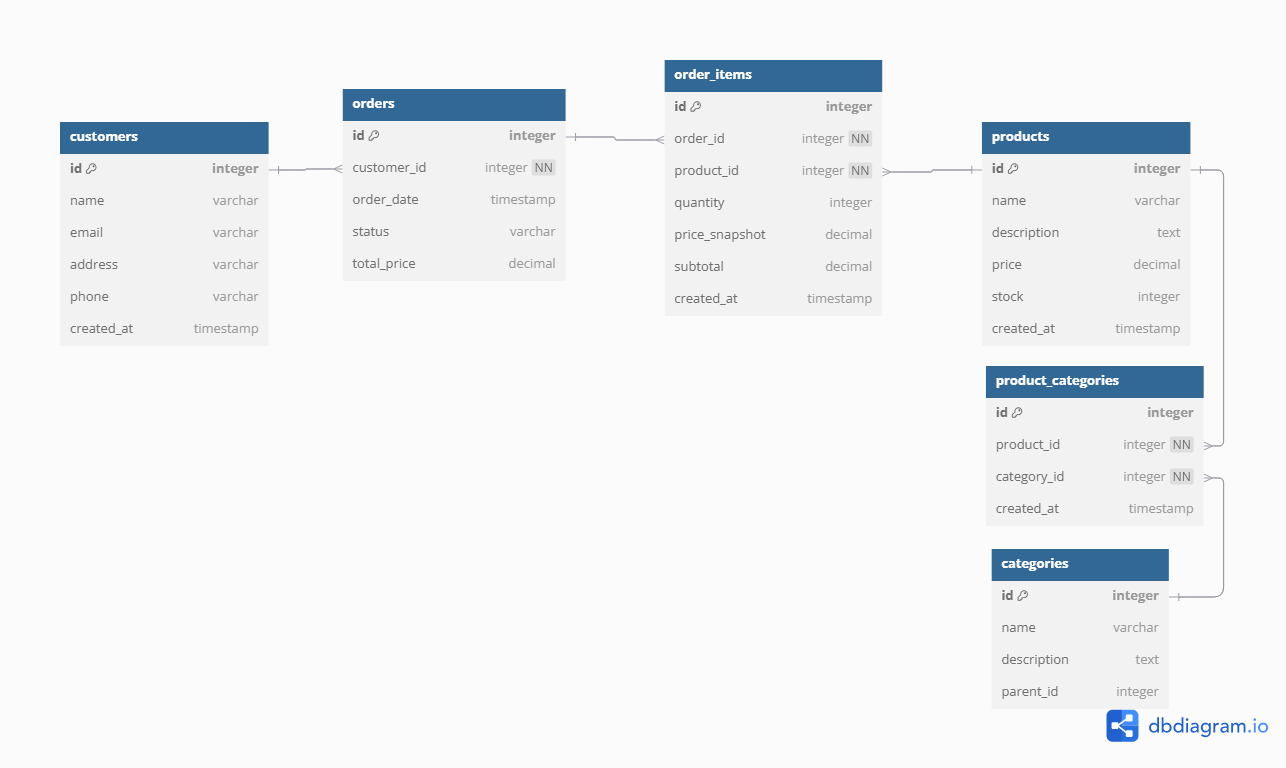 customers
id integer
name varchar
email varchar
address varchar
phone varchar
created_at timestamp
orders
id integer
customer_id integer NN
order_date timestamp
status varchar
total_price decimal
order_items
id integer
order_id integer NN
product_id integer NN
quantity integer
price_snapshot decimal
subtotal decimal
created_at timestamp
products
id integer
name varchar
description text
price decimal
stock integer
created_at timestamp
product_categories
id integer
product_id integer NN
category_id integer NN
created_at timestamp
categories
id integer
name varchar
description text
parent_id integer
dbdiagram.io